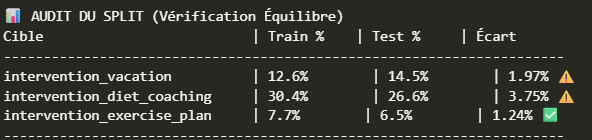 📊 AUDIT DU SPLIT (Vérification Équilibre)
Cible | Train % | Test % | Écart
-----------------------------------------------------------------
intervention_vacation | 12.6% | 14.5% | 1.97% ⚠️
intervention_diet_coaching | 30.4% | 26.6% | 3.75% ⚠️
intervention_exercise_plan | 7.7% | 6.5% | 1.24% ✅
-----------------------------------------------------------------